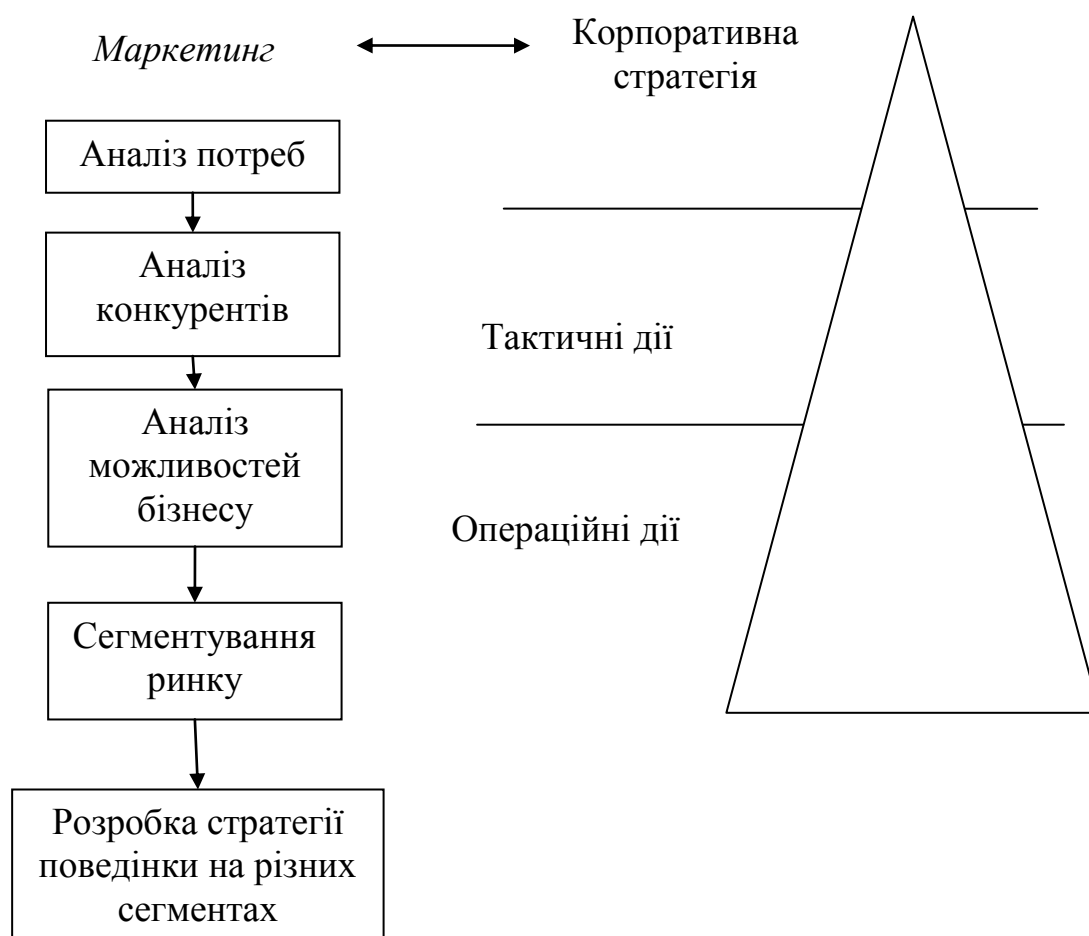 Маркетинг
Корпоративна
стратегія
Аналіз потреб
Аналіз
конкурентів
Аналіз
можливостей
бізнесу
Сегментування
ринку
Розробка стратегії
поведінки на різних
сегментах
Тактичні дії
Операційні дії